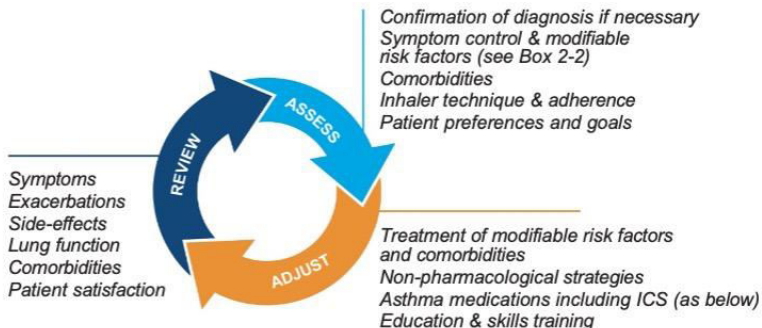 Confirmation of diagnosis if necessary
Symptom control & modifiable
risk factors (see Box 2-2)
Comorbidities
Inhaler technique & adherence
Patient preferences and goals
ASSESS
REVIEW
Symptoms
Exacerbations
Side-effects
Lung function
Comorbidities
Patient satisfaction
ADJUST
Treatment of modifiable risk factors
and comorbidities
Non-pharmacological strategies
Asthma medications including ICS (as below)
Education & skills training